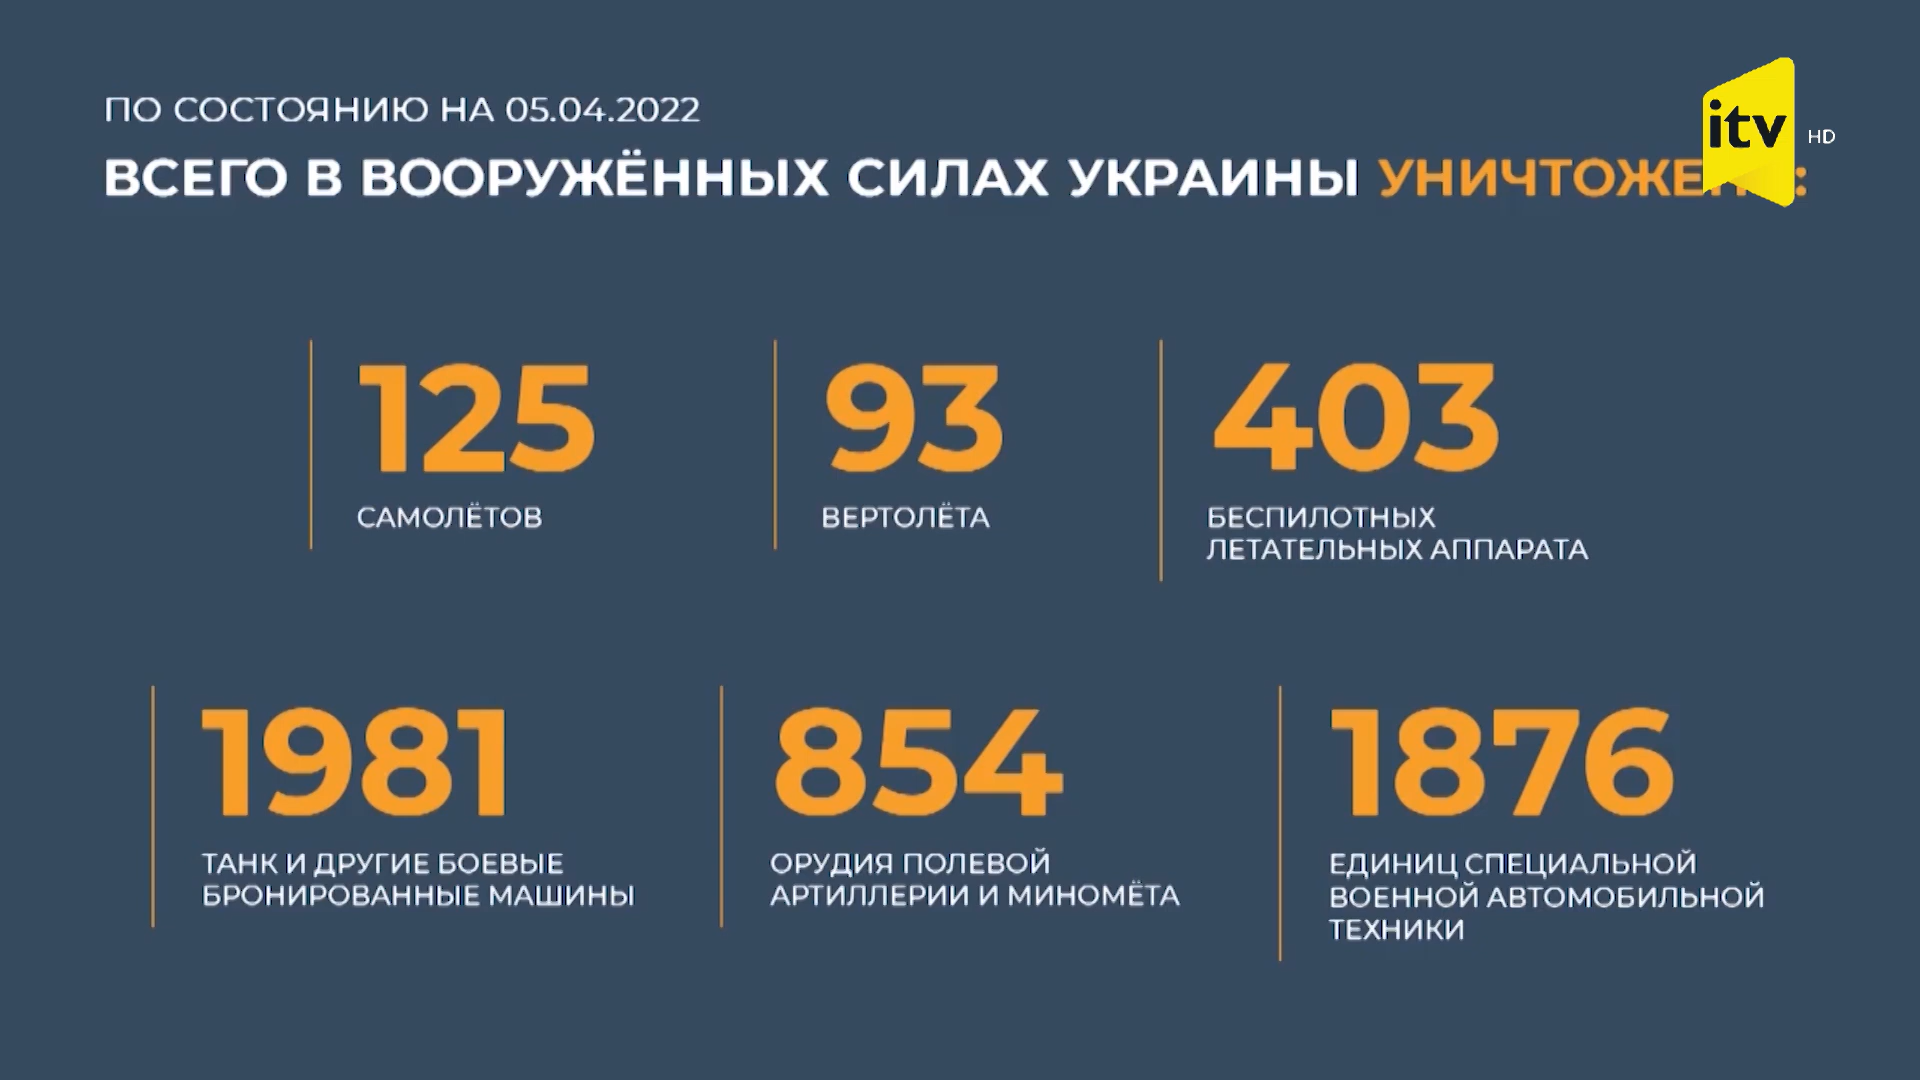 ПО СОСТОЯНИЮ НА 05.04.2022
itv HD
ВСЕГО В ВООРУЖЁННЫХ СИЛАХ УКРАИНЫ
125
САМОЛЁТОВ
93
ВЕРТОЛЁТА
403
БЕСПИЛОТНЫХ
ЛЕТАТЕЛЬНЫХ АППАРАТА
1981
ТАНК И ДРУГИЕ БОЕВЫЕ
БРОНИРОВАННЫЕ МАШИНЫ
854
ОРУДИЯ ПОЛЕВОЙ
АРТИЛЛЕРИИ И МИНОМЁТА
1876
ЕДИНИЦ СПЕЦИАЛЬНОЙ
ВОЕННОЙ АВТОМОБИЛЬНОЙ
ТЕХНИКИ